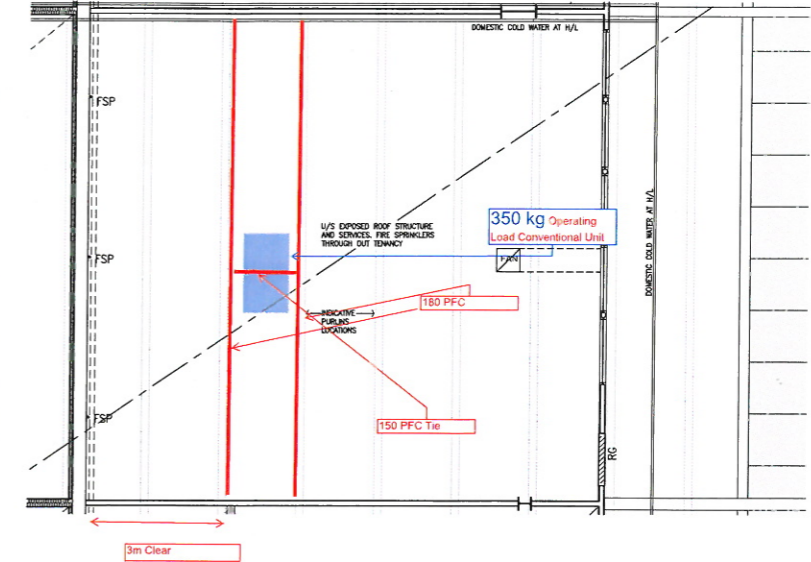 DOMESTIC COLD WATER AT H/L
FSP
U/S EXPOSED ROOF STRUCTURE
AND SERVICES. FIRE SPRINKLERS
THROUGH OUT TENANCY
350 kg Operating
Load Conventional Unit
DOMESTIC COLD WATER AT H/L
FSP
FAN
180 PFC
INDICATIVE
PURLINS
LOCATIONS
FSP
150 PFC Tie
RG
3m Clear